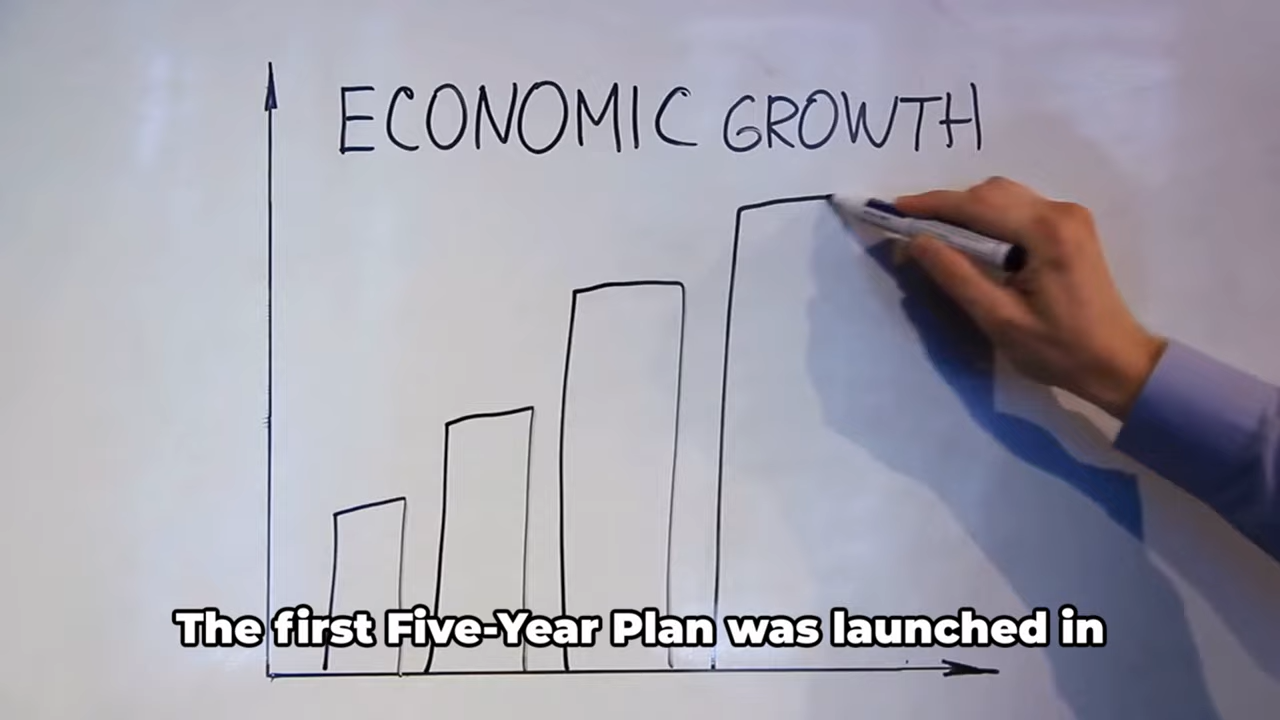 ECONOMIC GROWTH
The first Five-Year Plan was launched in